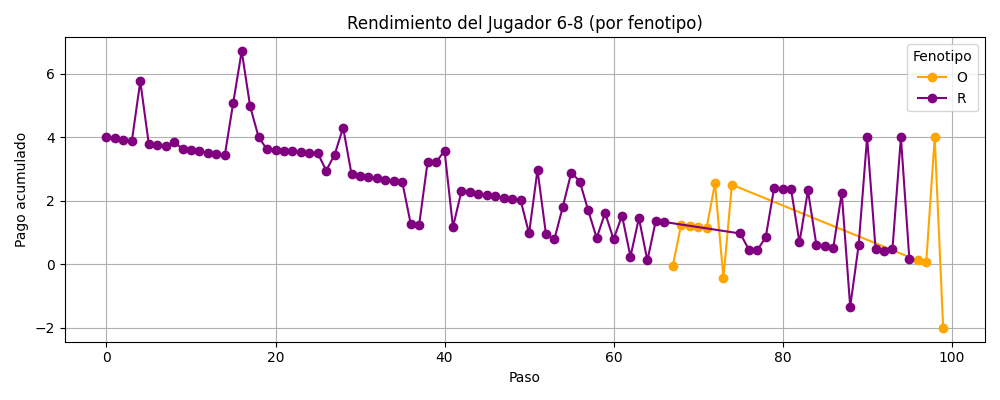 Rendimiento del Jugador 6-8 (por fenotipo)
Pago acumulado
6
4
2
0
−2
Fenotipo
O
R
0 20 40 60 80 100
Paso